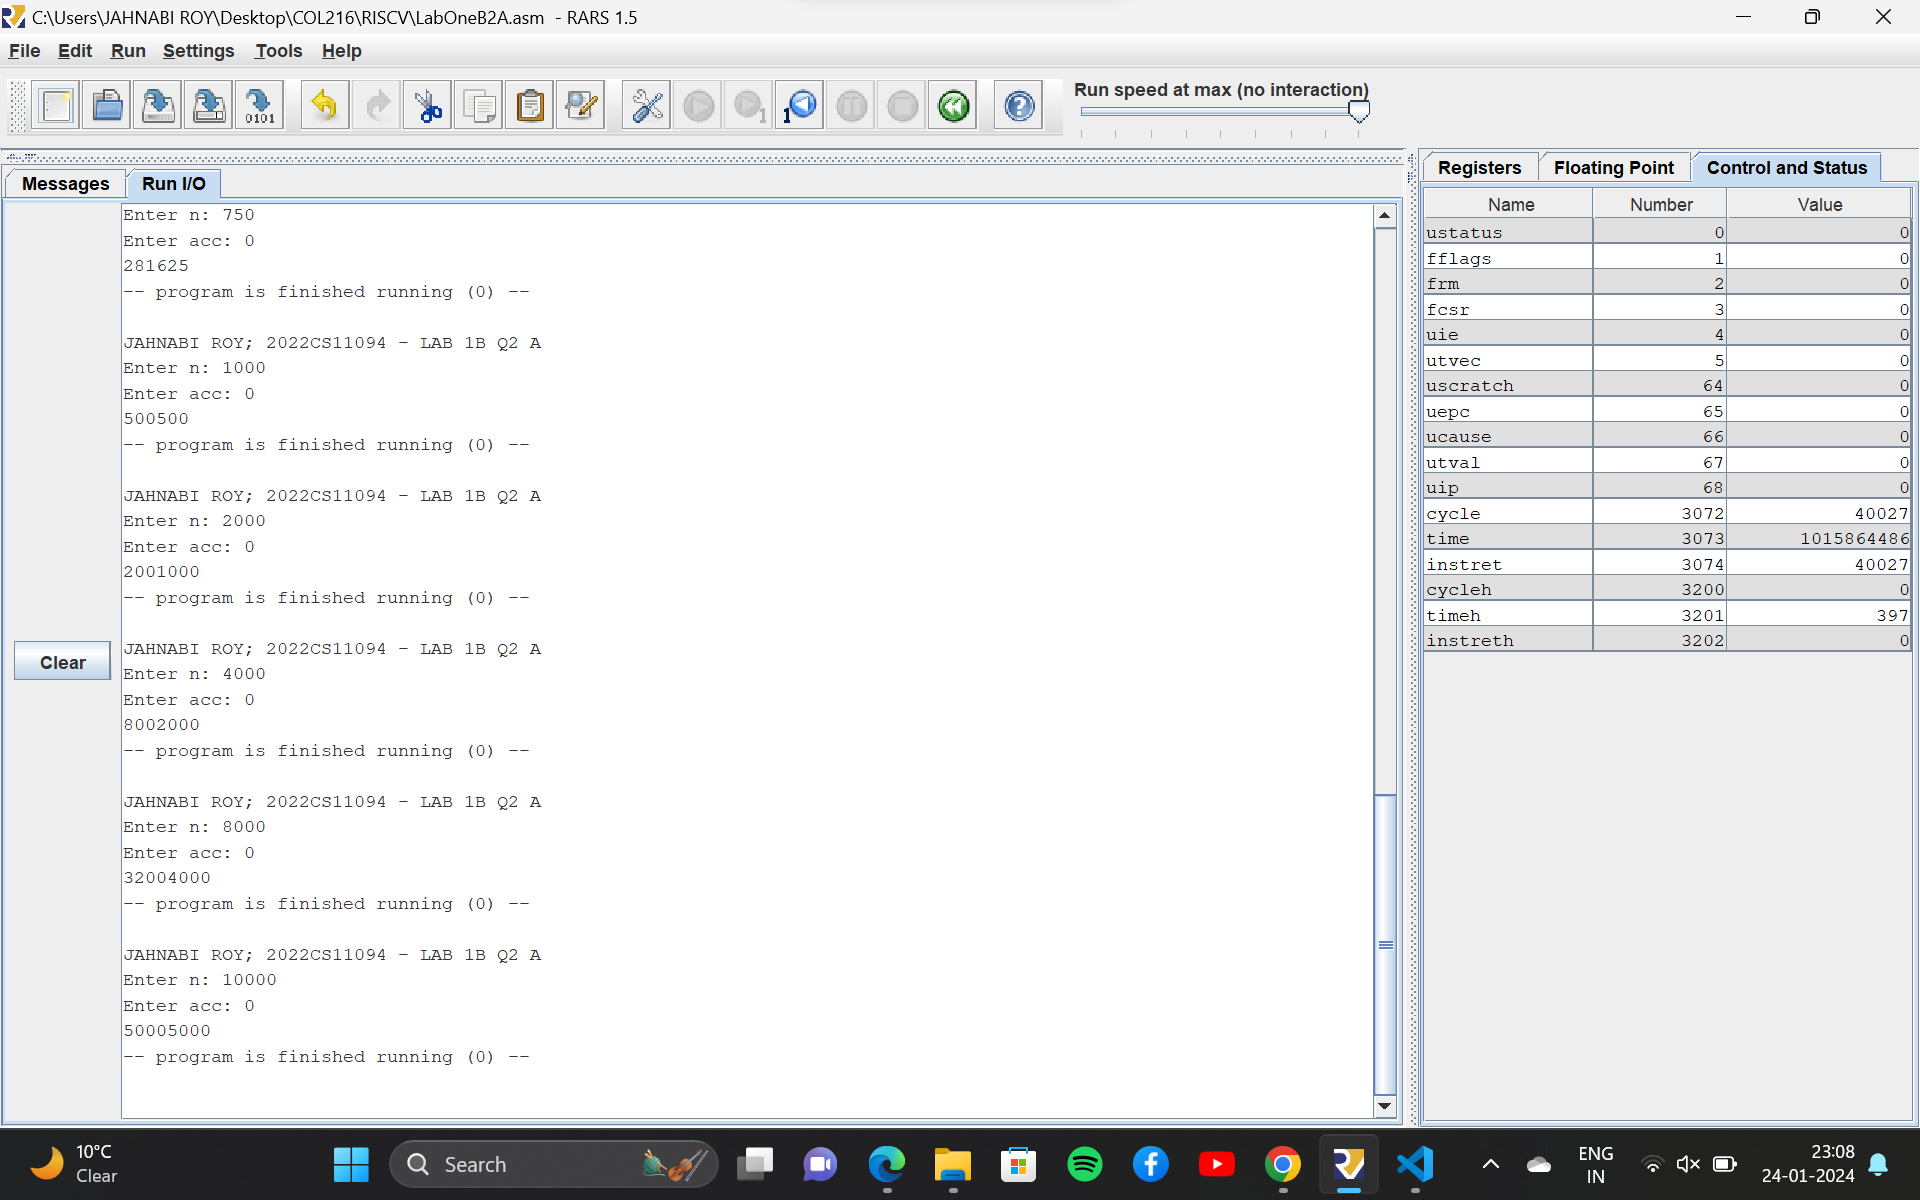 C:\Users\JAHNABI ROY\Desktop\COL216\RISCV\LabOneB2A.asm - RARS 1.5
File Edit Run Settings Tools Help
0101
1
1
Run speed at max (no interaction)
Messages Run I/O
Enter n: 750
Enter acc: 0
281625
-- program is finished running (0) --
JAHNABI ROY; 2022CS11094 - LAB 1B Q2 A
Enter n: 1000
Enter acc: 0
500500
-- program is finished running (0) --
JAHNABI ROY; 2022CS11094 - LAB 1B Q2 A
Enter n: 2000
Enter acc: 0
2001000
-- program is finished running (0) --
JAHNABI ROY; 2022CS11094 - LAB 1B Q2 A
Enter n: 4000
Enter acc: 0
8002000
-- program is finished running (0) --
JAHNABI ROY; 2022CS11094 - LAB 1B Q2 A
Enter n: 8000
Enter acc: 0
32004000
-- program is finished running (0) --
JAHNABI ROY; 2022CS11094 - LAB 1B Q2 A
Enter n: 10000
Enter acc: 0
50005000
-- program is finished running (0) --
Clear
Registers Floating Point Control and Status
Name Number Value
ustatus 0 0
fflags 1 0
frm 2 0
fcsr 3 0
uie 4 0
utvec 5 0
uscratch 64 0
uepc 65 0
ucause 66 0
utval 67 0
uip 68 0
cycle 3072 40027
time 3073 1015864486
instret 3074 40027
cycleh 3200 0
timeh 3201 397
instreth 3202 0
10°C
Clear
Search
ENG
IN
23:08
24-01-2024